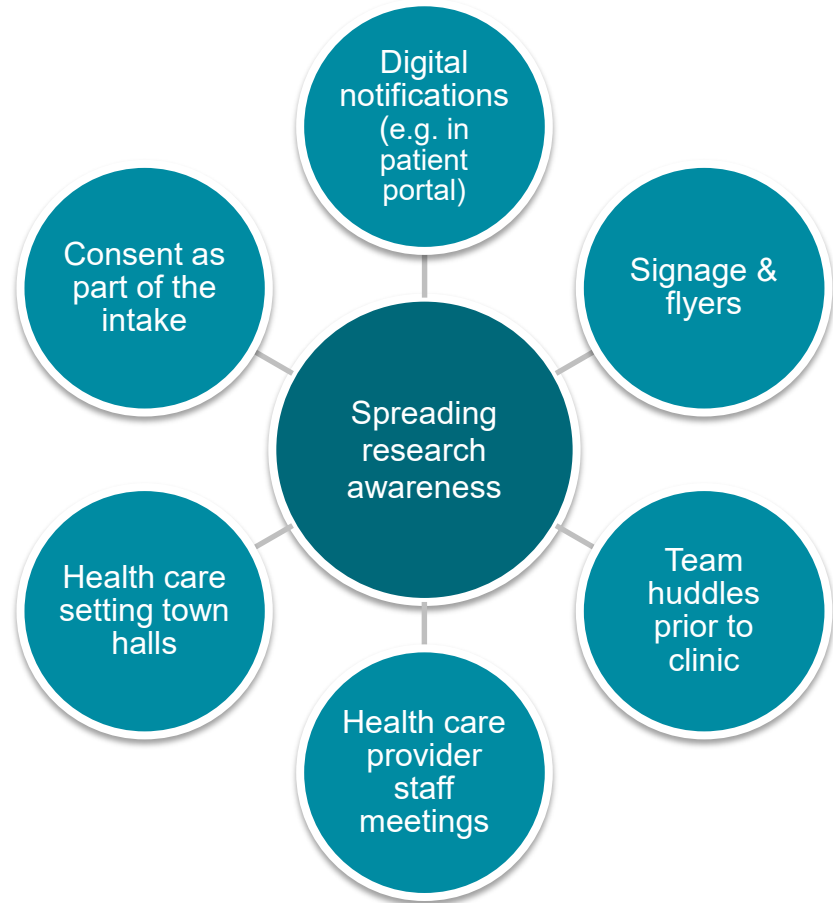 Digital
notifications
(e.g. in
patient
portal)
Signage &
flyers
Team
huddles
prior to
clinic
Health care
provider
staff
meetings
Health care
setting town
halls
Consent as
part of the
intake
Spreading
research
awareness